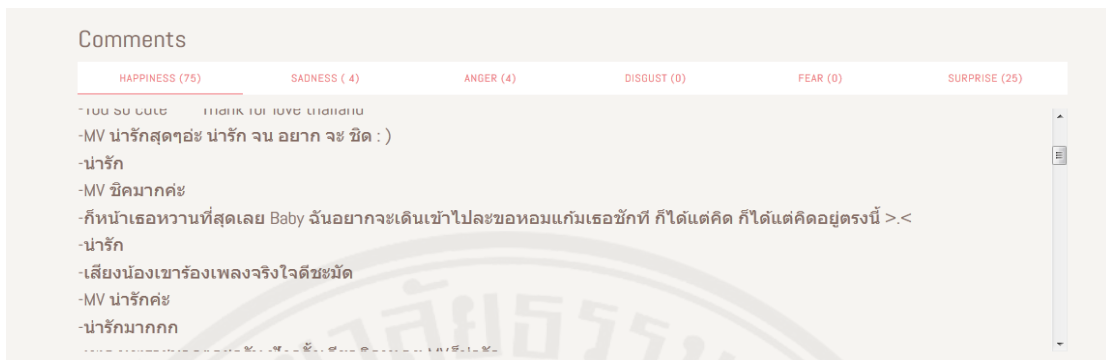 Comments
HAPPINESS (75) SADNESS ( 4) ANGER (4) DISGUST (0) FEAR (0) SURPRISE (25)
-You so cute Thank for love thailand
-MV น่ารักสุดๆอ่ะ น่ารัก จน อยาก จะ ซิด : )
-น่ารัก
-MV ชิคมากค่ะ
-ก็หน้าเธอหวานที่สุดเลย Baby ฉันอยากจะเดินเข้าไปละขอหอมแก้มเธอชักที ก็ได้แต่คิด ก็ได้แต่คิดอยู่ตรงนี้ >.<
-น่ารัก
-เสียงน้องเขาร้องเพลงจริงใจดีชะมัด
-MV น่ารักค่ะ
-น่ารักมากกก